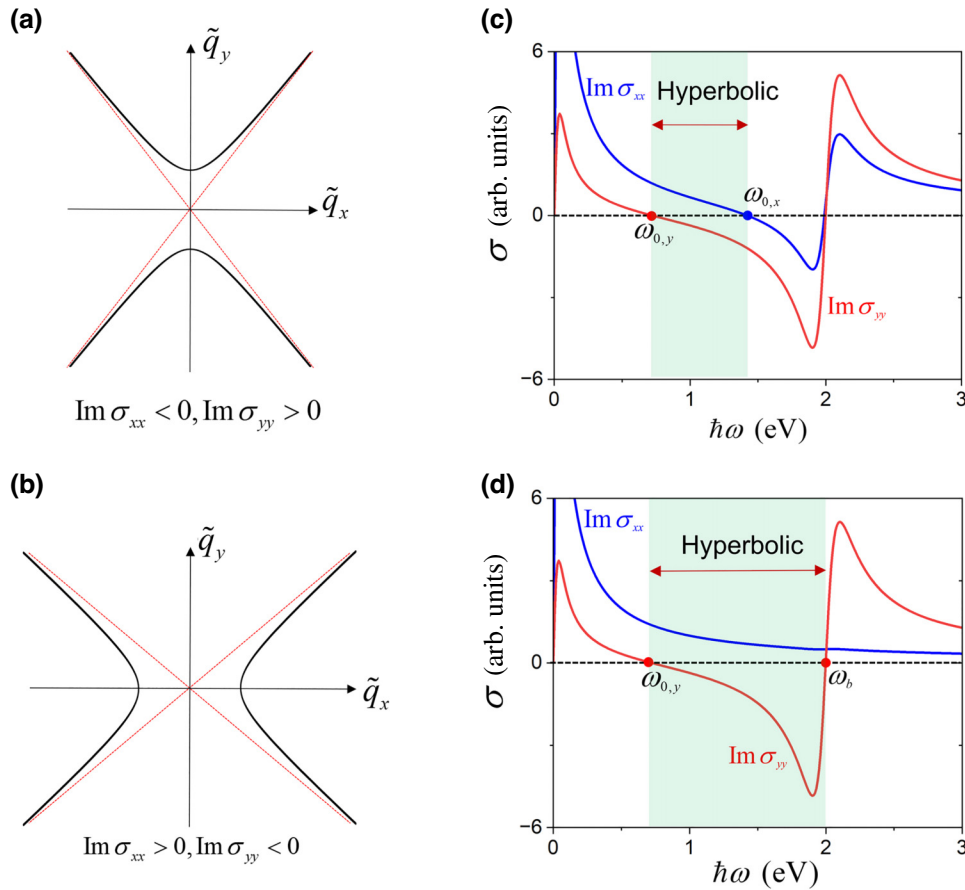 (a)
q̃y
q̃x
Im σxx < 0, Im σyy > 0
(b)
q̃y
q̃x
Im σxx > 0, Im σyy < 0
(c)
6
0
−6
σ (arb. units)
Im σxx
Hyperbolic
ω0,x
ω0,y
Im σyy
0 1 2 3
ħω (eV)
(d)
6
0
−6
σ (arb. units)
Im σxx
Hyperbolic
ω0,y
ωb
Im σyy
0 1 2 3
ħω (eV)